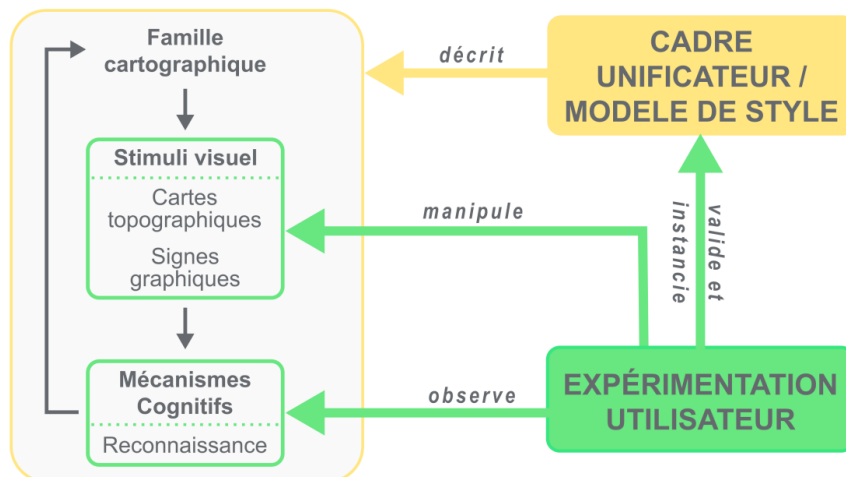 Famille
cartographique
Stimuli visuel
Cartes
topographiques
Signes
graphiques
Mécanismes
Cognitifs
Reconnaissance
décrit
manipule
observe
valide et
instancie
CADRE
UNIFICATEUR /
MODELE DE STYLE
EXPÉRIMENTATION
UTILISATEUR